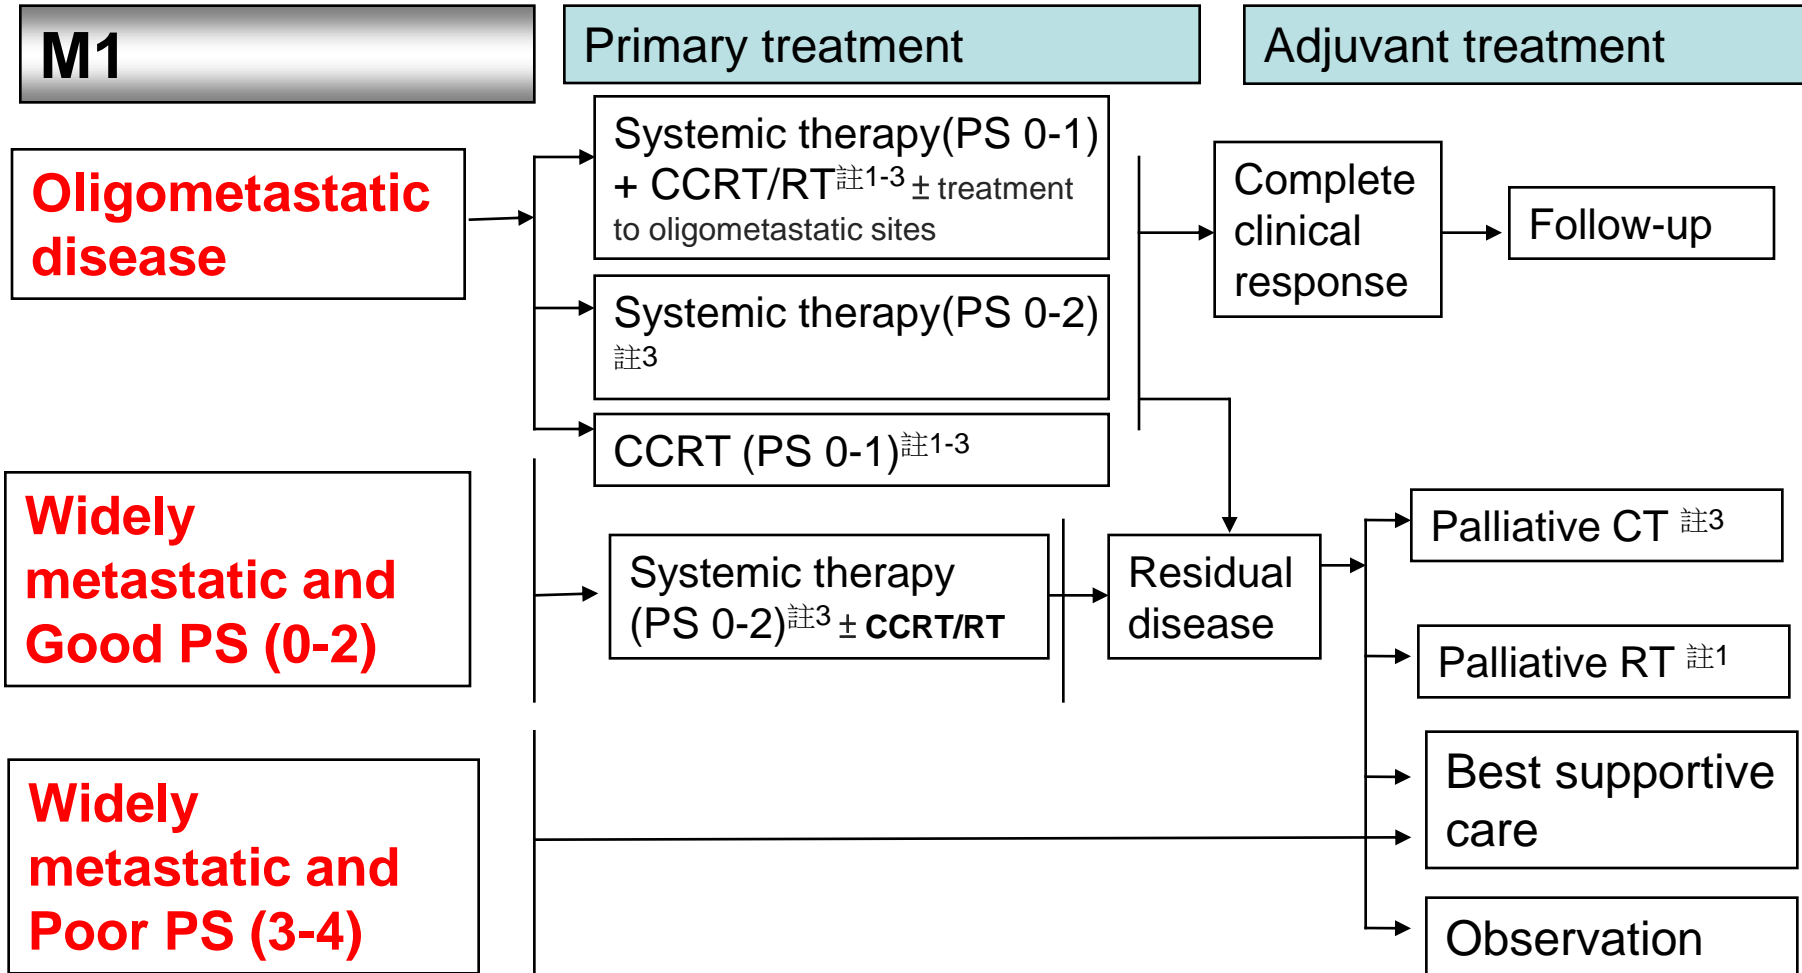 M1
Primary treatment
Adjuvant treatment
Oligometastatic
disease
Systemic therapy(PS 0-1)
+ CCRT/RT註1-3 ± treatment
to oligometastatic sites
Systemic therapy(PS 0-2)
註3
CCRT (PS 0-1)註1-3
Complete
clinical
response
Follow-up
Widely
metastatic and
Good PS (0-2)
Systemic therapy
(PS 0-2)註3 ± CCRT/RT
Residual
disease
Palliative CT 註3
Palliative RT 註1
Best supportive
care
Observation
Widely
metastatic and
Poor PS (3-4)